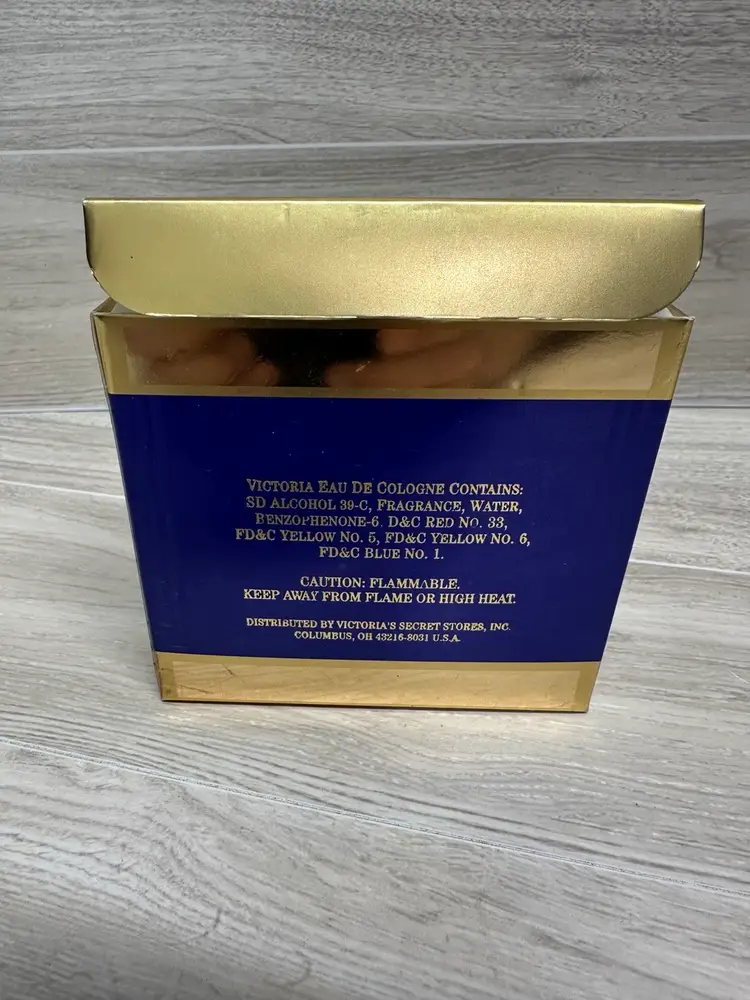 VICTORIA EAU DE COLOGNE CONTAINS:
SD ALCOHOL 39-C, FRAGRANCE, WATER,
BENZOPHENONE-6. D&C RED NO. 33,
FD&C YELLOW NO. 5, FD&C YELLOW NO. 6,
FD&C BLUE NO. 1.
CAUTION: FLAMMABLE.
KEEP AWAY FROM FLAME OR HIGH HEAT.
DISTRIBUTED BY VICTORIA'S SECRET STORES, INC.
COLUMBUS, OH 43216-8031 U.S.A.